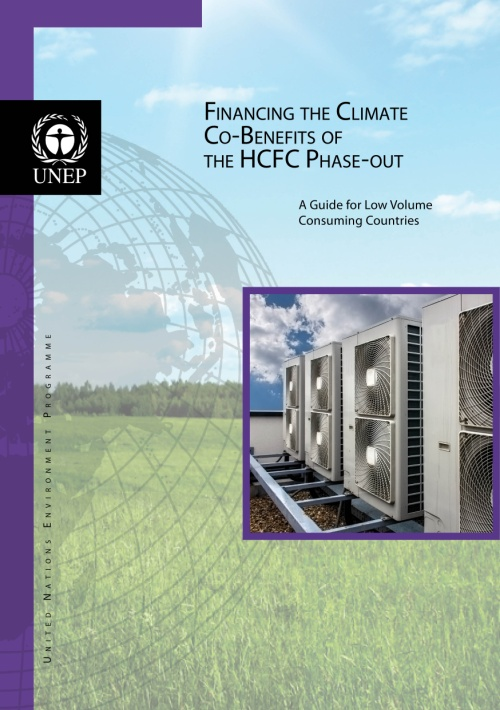 UNEP
Financing the Climate
Co-Benefits of
the HCFC Phase-out
A Guide for Low Volume
Consuming Countries
United Nations Environment Programme